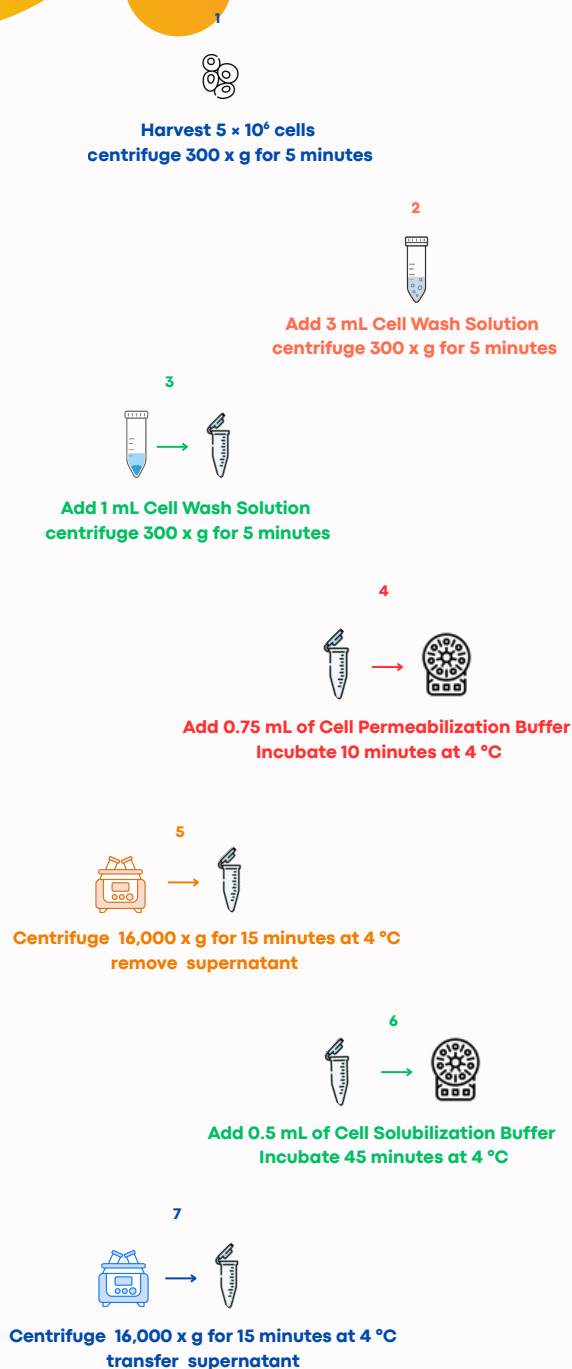 1
Harvest 5 × 10⁶ cells
centrifuge 300 x g for 5 minutes
2
Add 3 mL Cell Wash Solution
centrifuge 300 x g for 5 minutes
3
Add 1 mL Cell Wash Solution
centrifuge 300 x g for 5 minutes
4
Add 0.75 mL of Cell Permeabilization Buffer
Incubate 10 minutes at 4 °C
5
Centrifuge 16,000 x g for 15 minutes at 4 °C
remove supernatant
6
Add 0.5 mL of Cell Solubilization Buffer
Incubate 45 minutes at 4 °C
7
Centrifuge 16,000 x g for 15 minutes at 4 °C
transfer supernatant